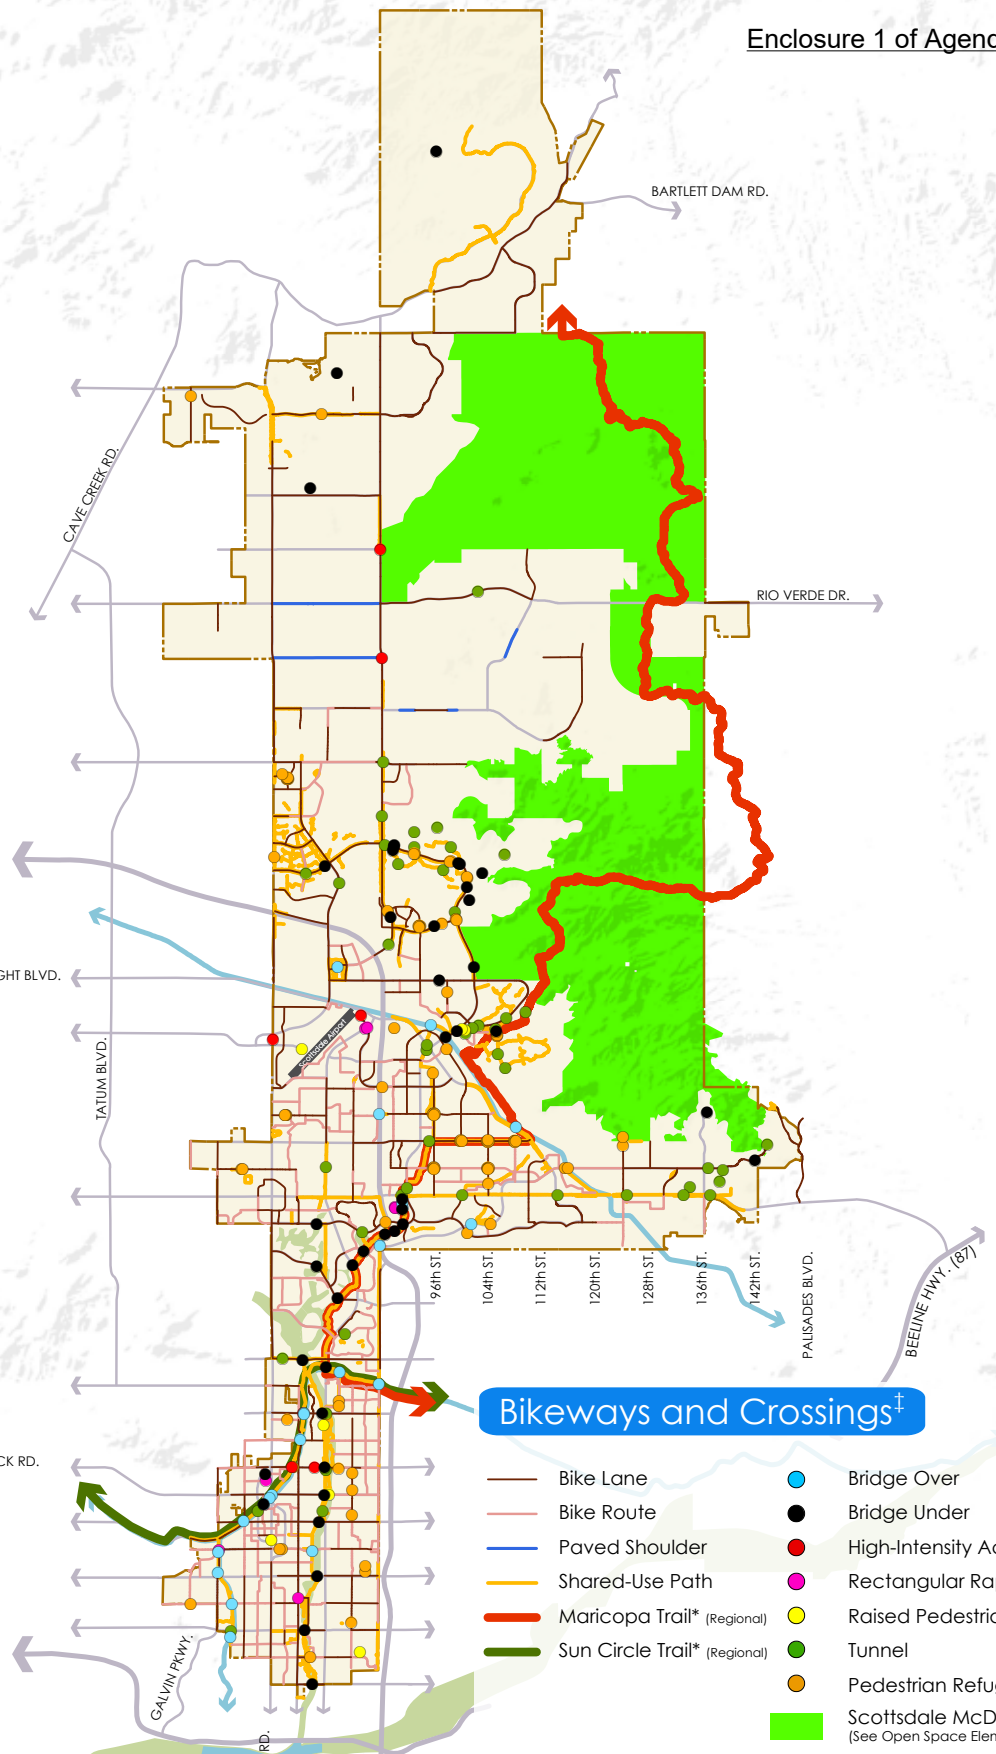 Enclosure 1 of Agend
BARTLETT DAM RD.
CAVE CREEK RD.
RIO VERDE DR.
GHT BLVD.
Scottsdale Airport
TATUM BLVD.
96th ST.
104th ST.
112th ST.
120th ST.
128th ST.
136th ST.
142th ST.
PALISADES BLVD.
BEELINE HWY. (87)
Bikeways and Crossings‡
CK RD.
Bike Lane
Bike Route
Paved Shoulder
Shared-Use Path
Maricopa Trail* (Regional)
Sun Circle Trail* (Regional)
Bridge Over
Bridge Under
High-Intensity Ac
Rectangular Ra
Raised Pedestria
Tunnel
Pedestrian Refu
Scottsdale McD
(See Open Space Elem
GALVIN PKWY.
RD.